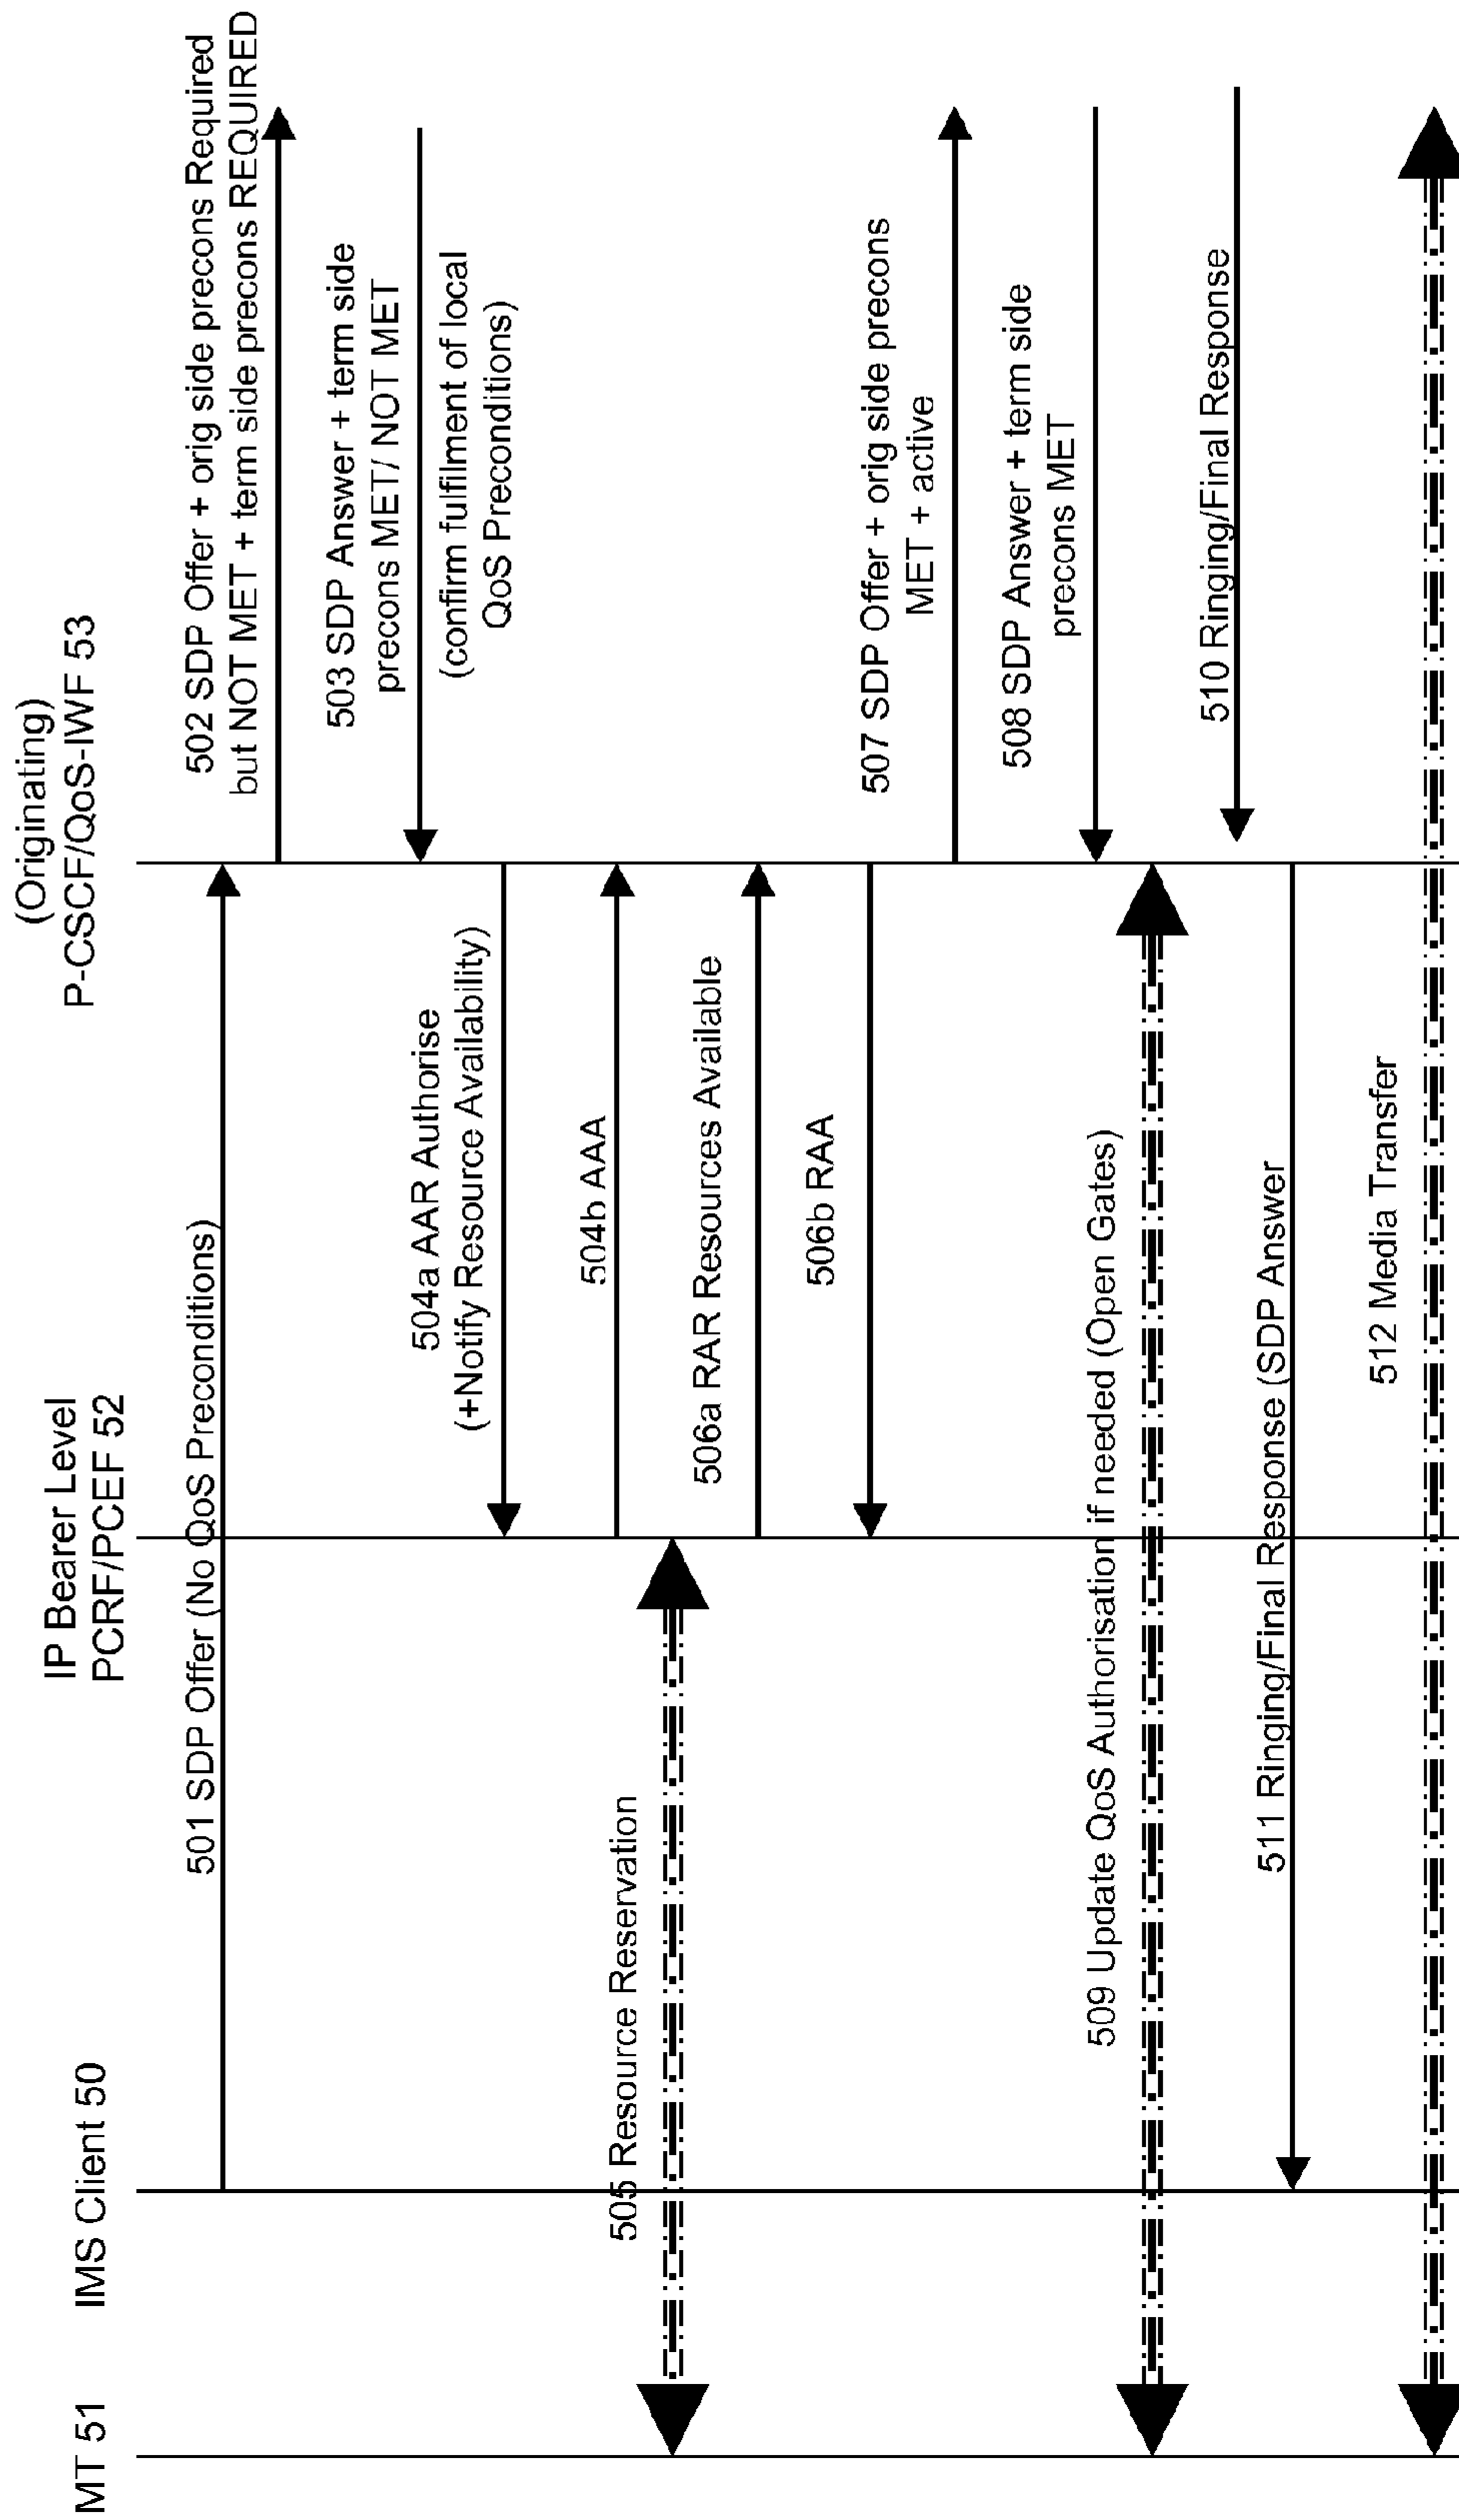 MT 51
IMS Client 50
IP Bearer Level
PCRF/PCEF 52
(Originating)
P-CSCF/QoS-IWF 53
501 SDP Offer (No QoS Preconditions)
502 SDP Offer + orig side precons Required
but NOT MET + term side precons REQUIRED
503 SDP Answer + term side
precons MET/ NOT MET
(confirm fulfilment of local
QoS Preconditions)
504a AAR Authorise
(+Notify Resource Availability)
504b AAA
505 Resource Reservation
506a RAR Resources Available
506b RAA
507 SDP Offer + orig side precons
MET + active
508 SDP Answer + term side
precons MET
509 Update QoS Authorisation if needed (Open Gates)
510 Ringing/Final Response
511 Ringing/Final Response (SDP Answer
512 Media Transfer